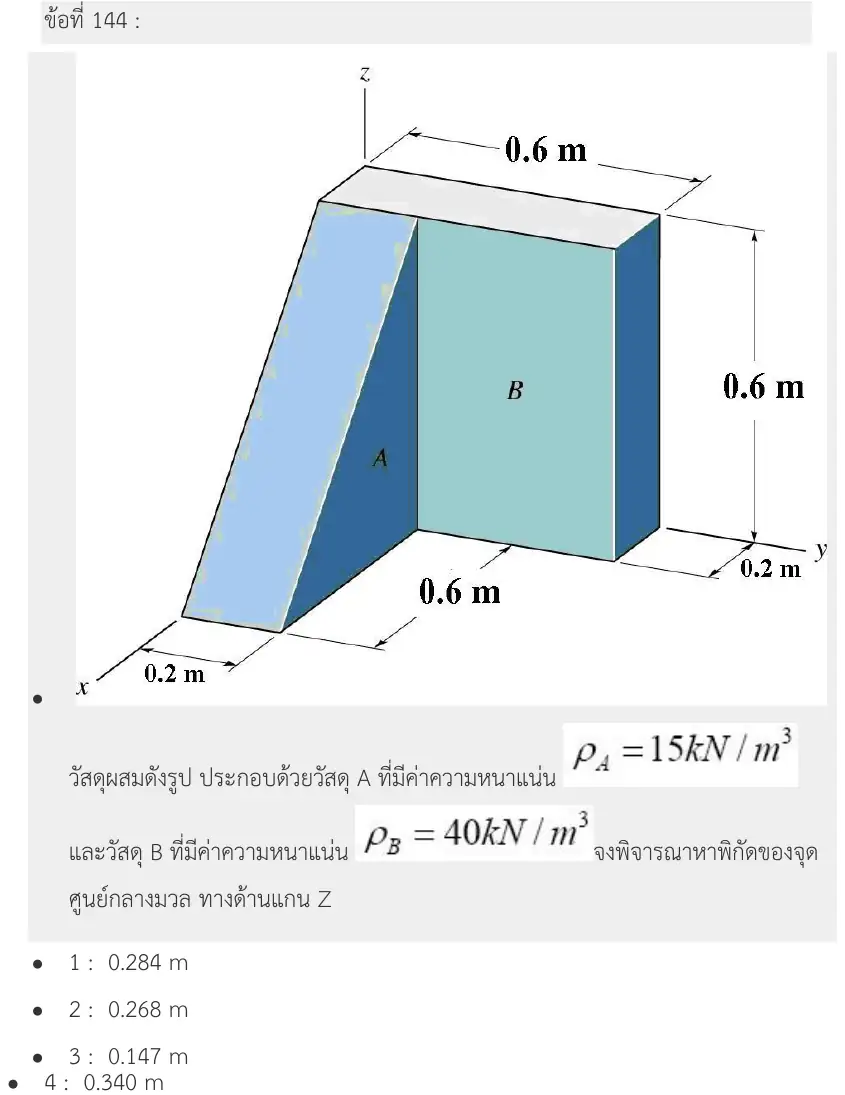 ข้อที่ 144 :
z
0.6 m
B
0.6 m
A
y
0.2 m
0.6 m
0.2 m
x
วัสดุผสมดังรูป ประกอบด้วยวัสดุ A ที่มีค่าความหนาแน่น ρA = 15kN / m³
และวัสดุ B ที่มีค่าความหนาแน่น ρB = 40kN / m³ จงพิจารณาหาพิกัดของจุด
ศูนย์กลางมวล ทางด้านแกน Z
1 : 0.284 m
2 : 0.268 m
3 : 0.147 m
4 : 0.340 m